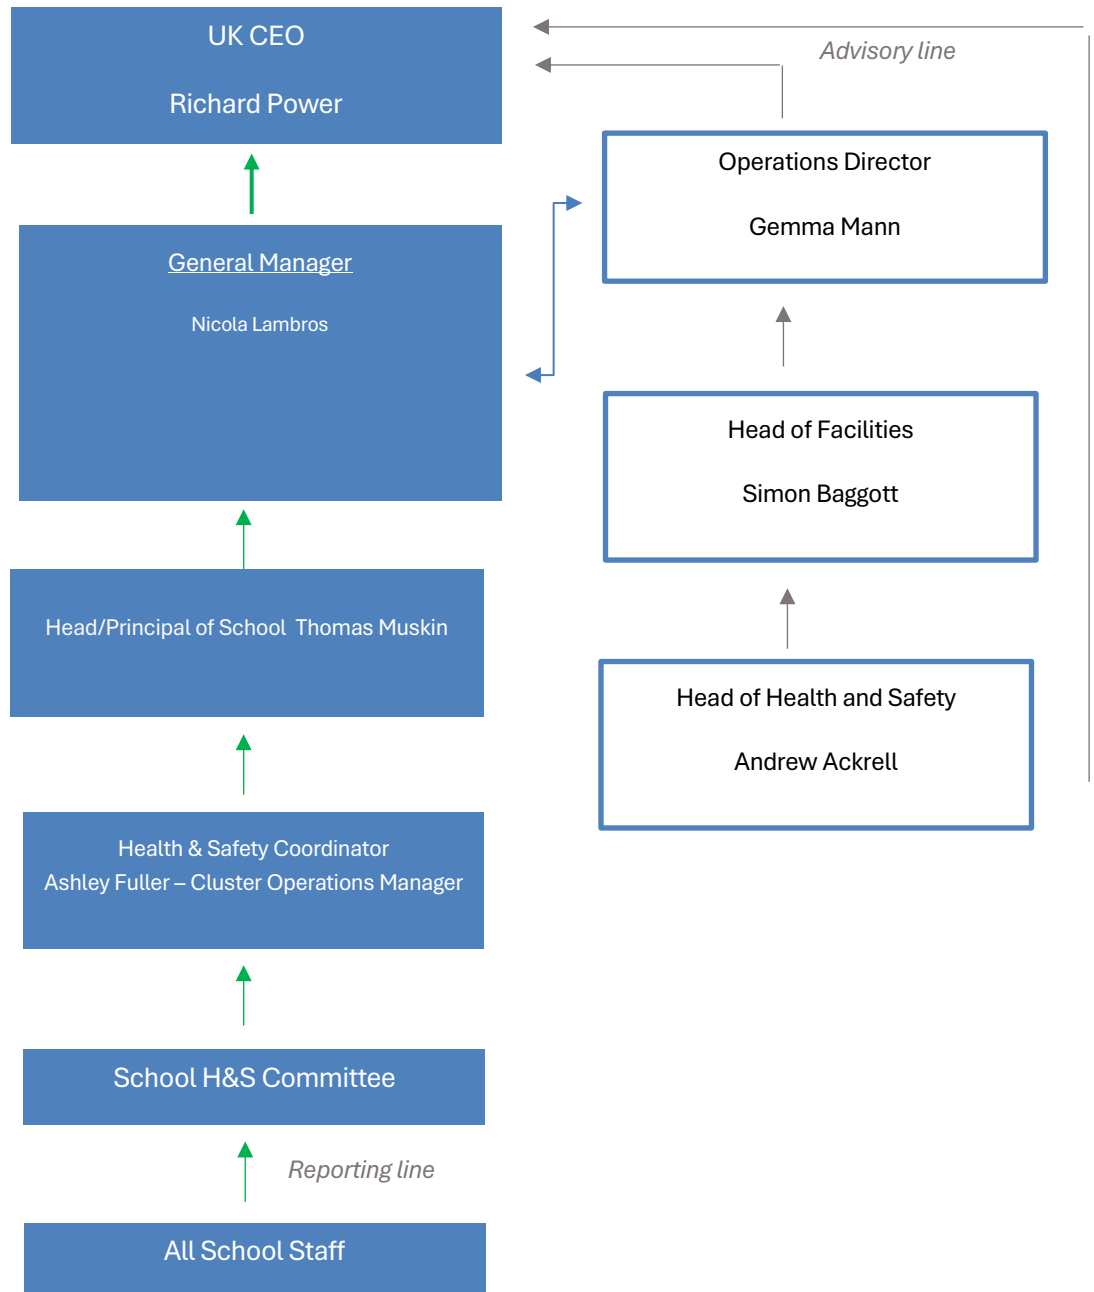 UK CEO
Richard Power
Advisory line
Operations Director
Gemma Mann
General Manager
Nicola Lambros
Head of Facilities
Simon Baggott
Head/Principal of School  Thomas Muskin
Head of Health and Safety
Andrew Ackrell
Health & Safety Coordinator
Ashley Fuller – Cluster Operations Manager
School H&S Committee
Reporting line
All School Staff